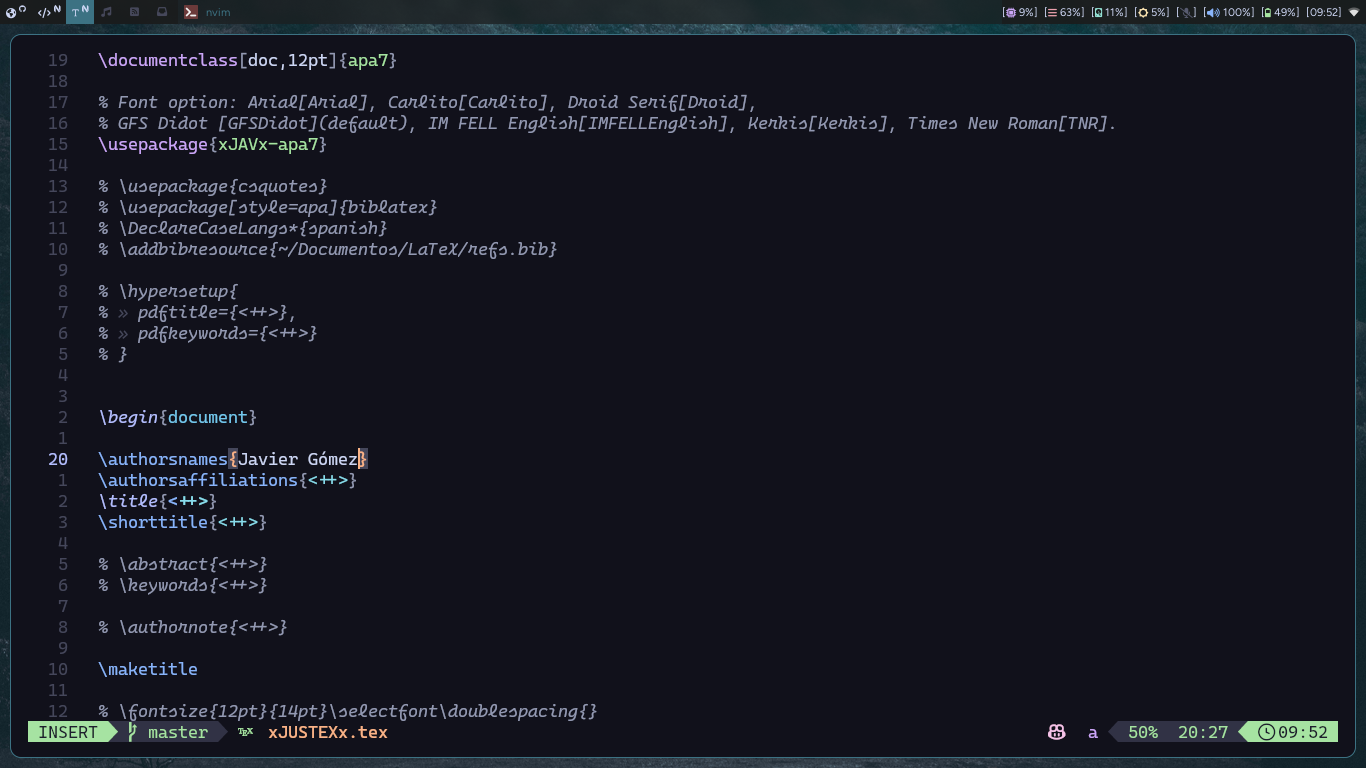 </> N T N nvim [ 9%] [ 63%] [ 11%] [ 5%] [ ] [ 100%] [ 49%] [09:52]
19 \documentclass[doc,12pt]{apa7}
18
17 % Font option: Arial[Arial], Carlito[Carlito], Droid Serif[Droid],
16 % GFS Didot [GFSDidot](default), IM FELL English[IMFELLEnglish], Kerkis[Kerkis], Times New Roman[TNR].
15 \usepackage{xJAVx-apa7}
14
13 % \usepackage{csquotes}
12 % \usepackage[style=apa]{biblatex}
11 % \DeclareCaseLangs*{spanish}
10 % \addbibresource{~/Documentos/LaTeX/refs.bib}
9
8 % \hypersetup{
7 % » pdftitle={<++>},
6 % » pdfkeywords={<++>}
5 % }
4
3
2 \begin{document}
1
20 \authorsnames{Javier Gómez}
1 \authorsaffiliations{<++>}
2 \title{<++>}
3 \shorttitle{<++>}
4
5 % \abstract{<++>}
6 % \keywords{<++>}
7
8 % \authornote{<++>}
9
10 \maketitle
11
12 % \fontsize{12pt}{14pt}\selectfont\doublespacing{}
INSERT master TEX xJUSTEXx.tex a 50% 20:27 09:52